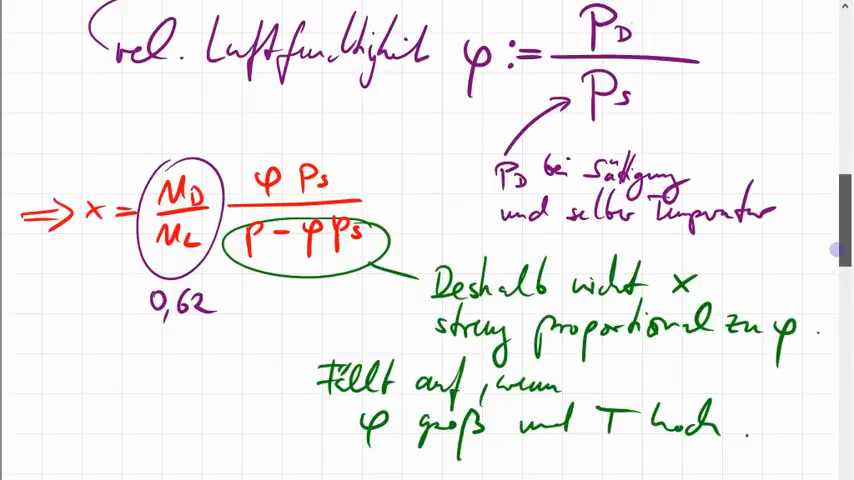 rel. Luftfeuchtigkeit φ := P_D / P_S
P_D bei Sättigung
und selber Temperatur
⇒ x = M_D / M_L φ P_S / p - φ P_S
0,62
Deshalb nicht x
streng proportional zu φ.
Fällt auf, wenn
φ groß und T hoch.